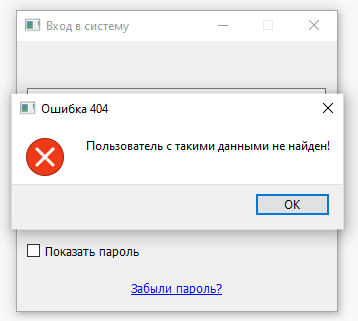 Вход в систему
Ошибка 404
Пользователь с такими данными не найден!
OK
Показать пароль
Забыли пароль?